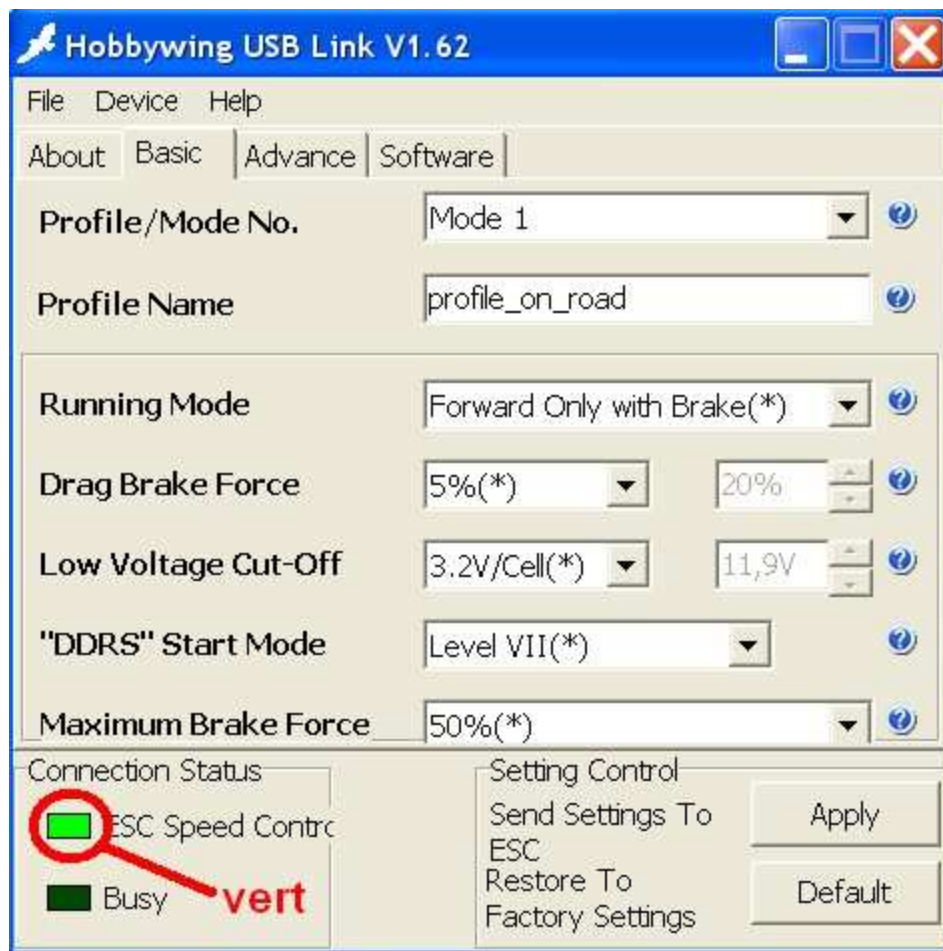 Hobbywing USB Link V1.62
File Device Help
About Basic Advance Software
Profile/Mode No. Mode 1
Profile Name profile_on_road
Running Mode Forward Only with Brake(*)
Drag Brake Force 5%(*) 20%
Low Voltage Cut-Off 3.2V/Cell(*) 11,9V
"DDRS" Start Mode Level VII(*)
Maximum Brake Force 50%(*)
Connection Status
ESC Speed Contrc
Busy
vert
Setting Control
Send Settings To
ESC
Apply
Restore To
Factory Settings
Default